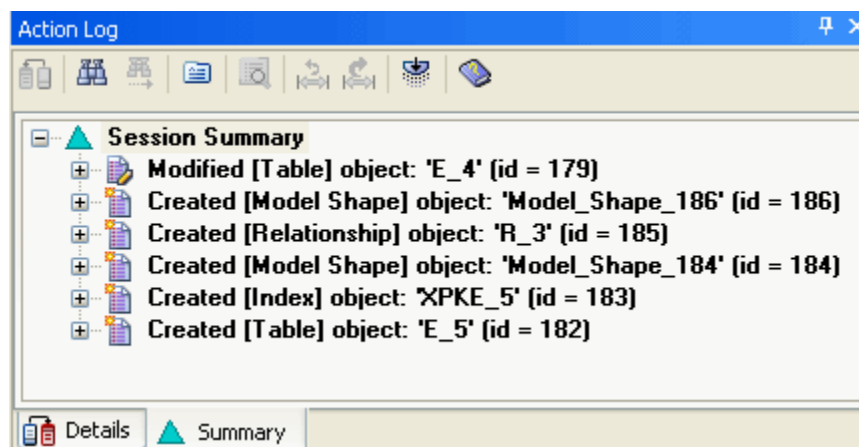 Action Log
Session Summary
Modified [Table] object: 'E_4' (id = 179)
Created [Model Shape] object: 'Model_Shape_186' (id = 186)
Created [Relationship] object: 'R_3' (id = 185)
Created [Model Shape] object: 'Model_Shape_184' (id = 184)
Created [Index] object: 'XPKE_5' (id = 183)
Created [Table] object: 'E_5' (id = 182)
Details Summary